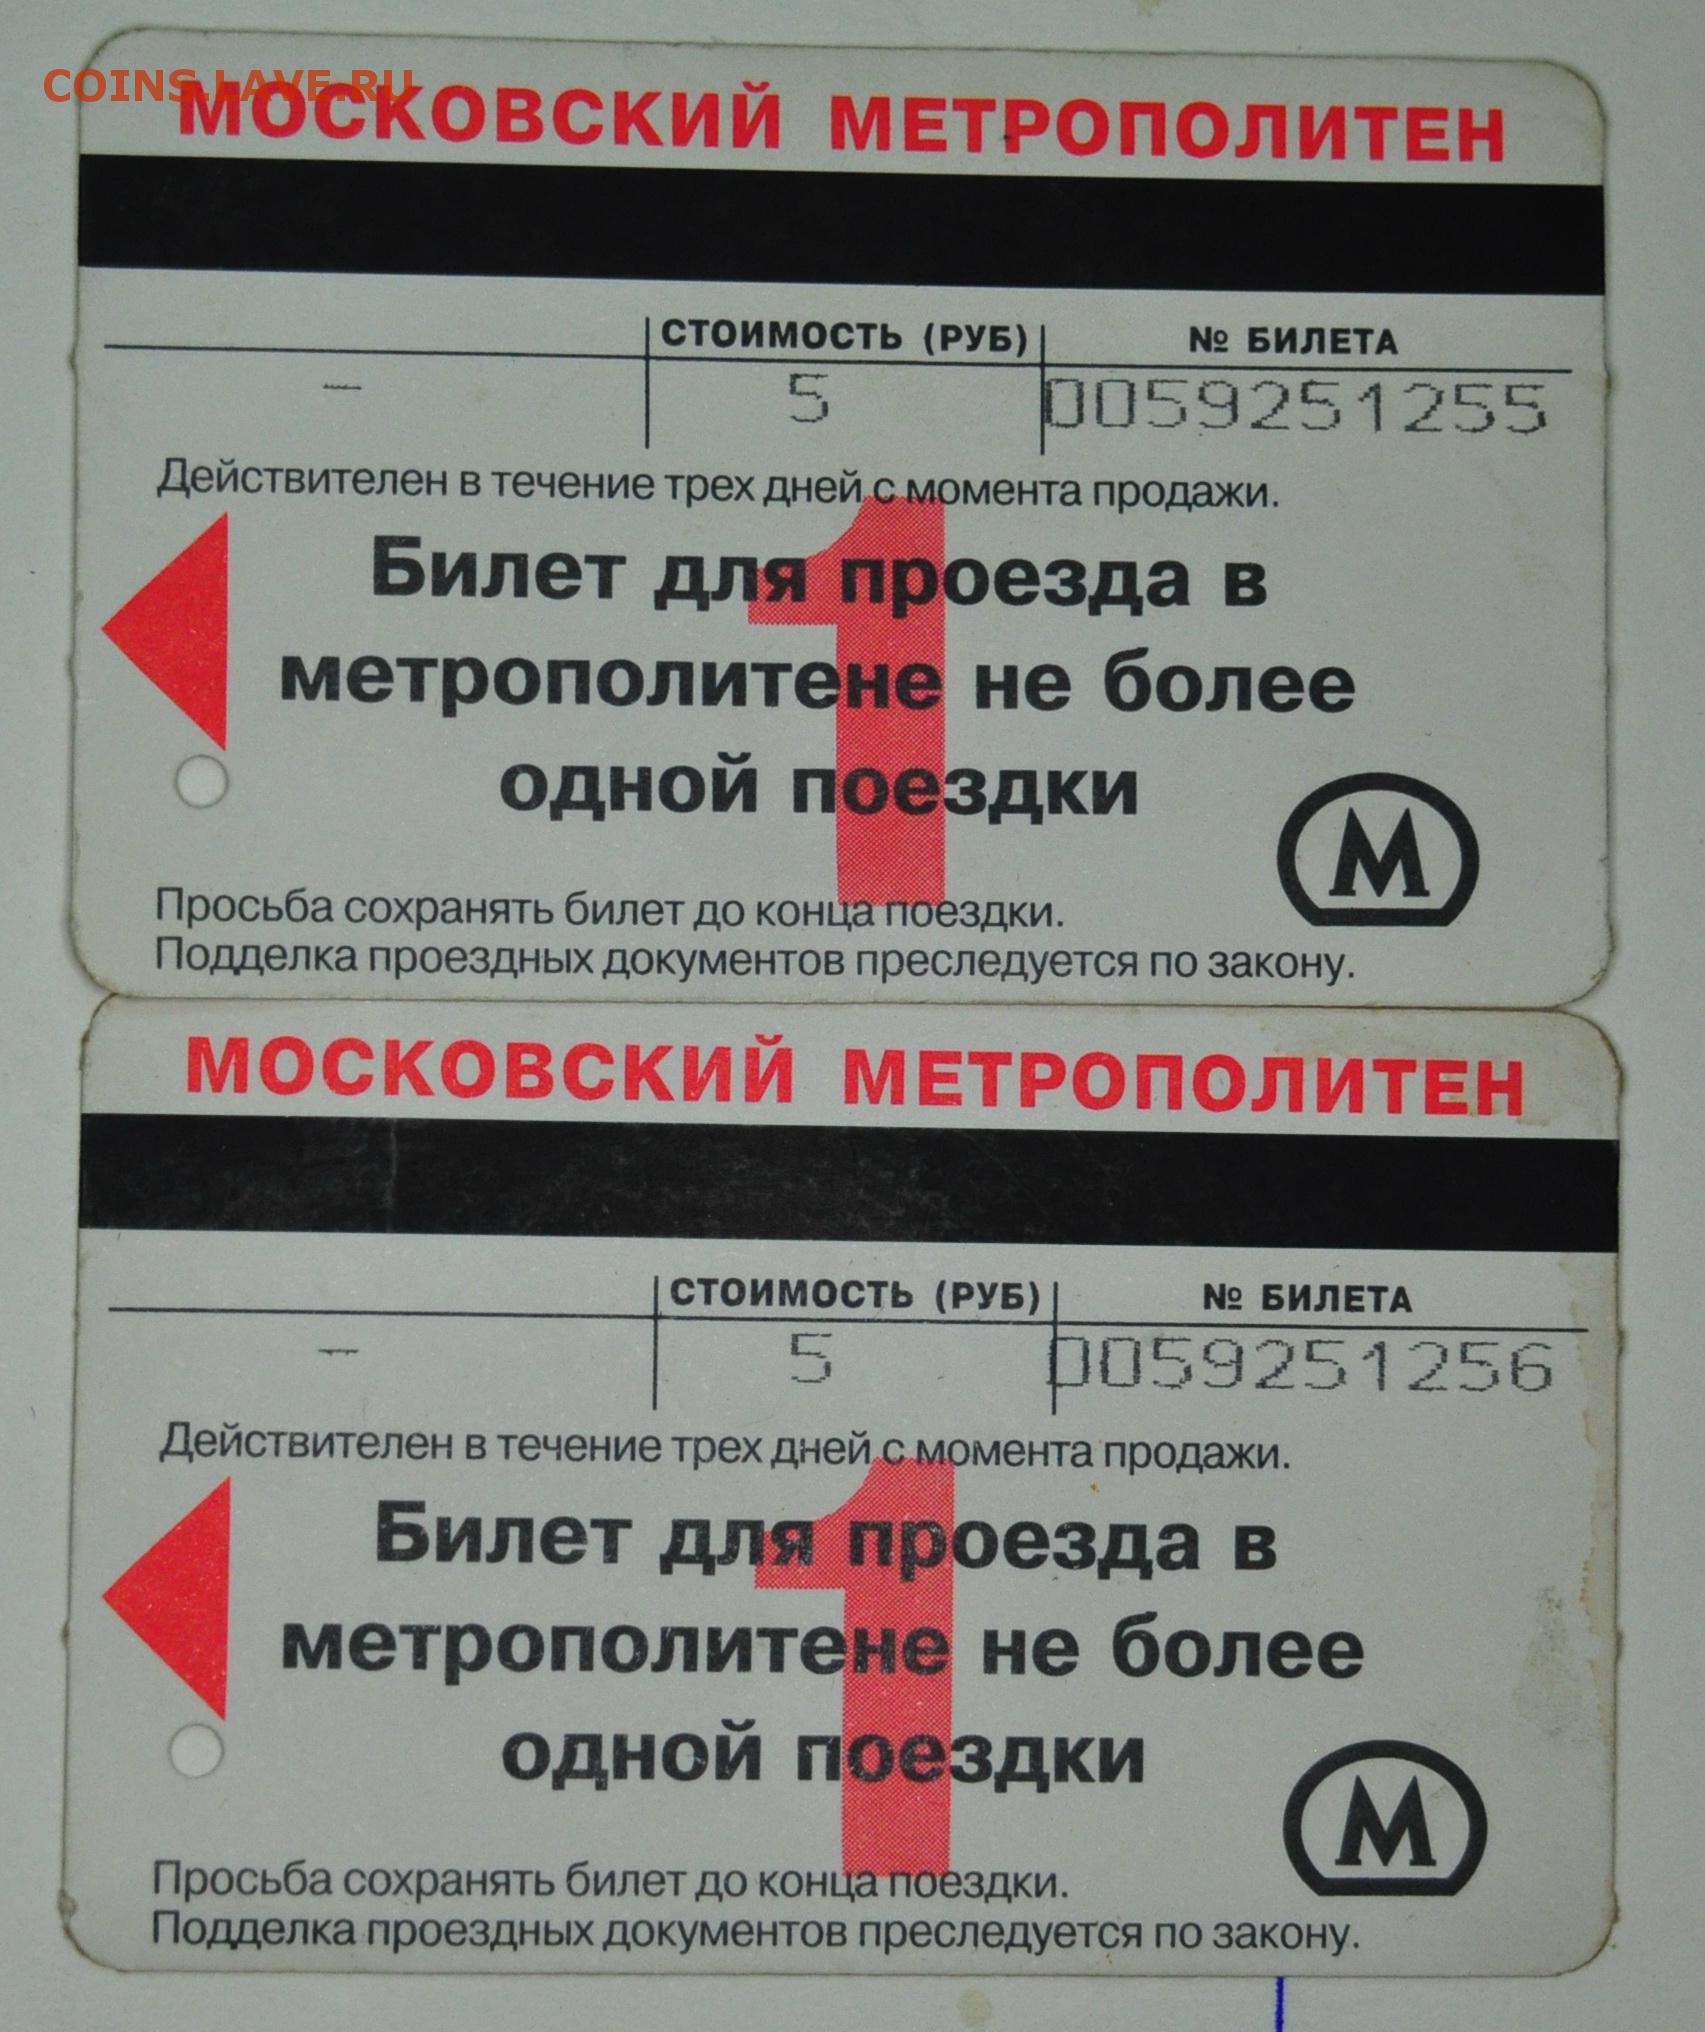 COINS.LAVE.RU
МОСКОВСКИЙ МЕТРОПОЛИТЕН
СТОИМОСТЬ (РУБ) № БИЛЕТА
– 5 0059251255
Действителен в течение трех дней с момента продажи.
1
Билет для проезда в
метрополитене не более
одной поездки
М
Просьба сохранять билет до конца поездки.
Подделка проездных документов преследуется по закону.
МОСКОВСКИЙ МЕТРОПОЛИТЕН
СТОИМОСТЬ (РУБ) № БИЛЕТА
– 5 0059251256
Действителен в течение трех дней с момента продажи.
1
Билет для проезда в
метрополитене не более
одной поездки
М
Просьба сохранять билет до конца поездки.
Подделка проездных документов преследуется по закону.